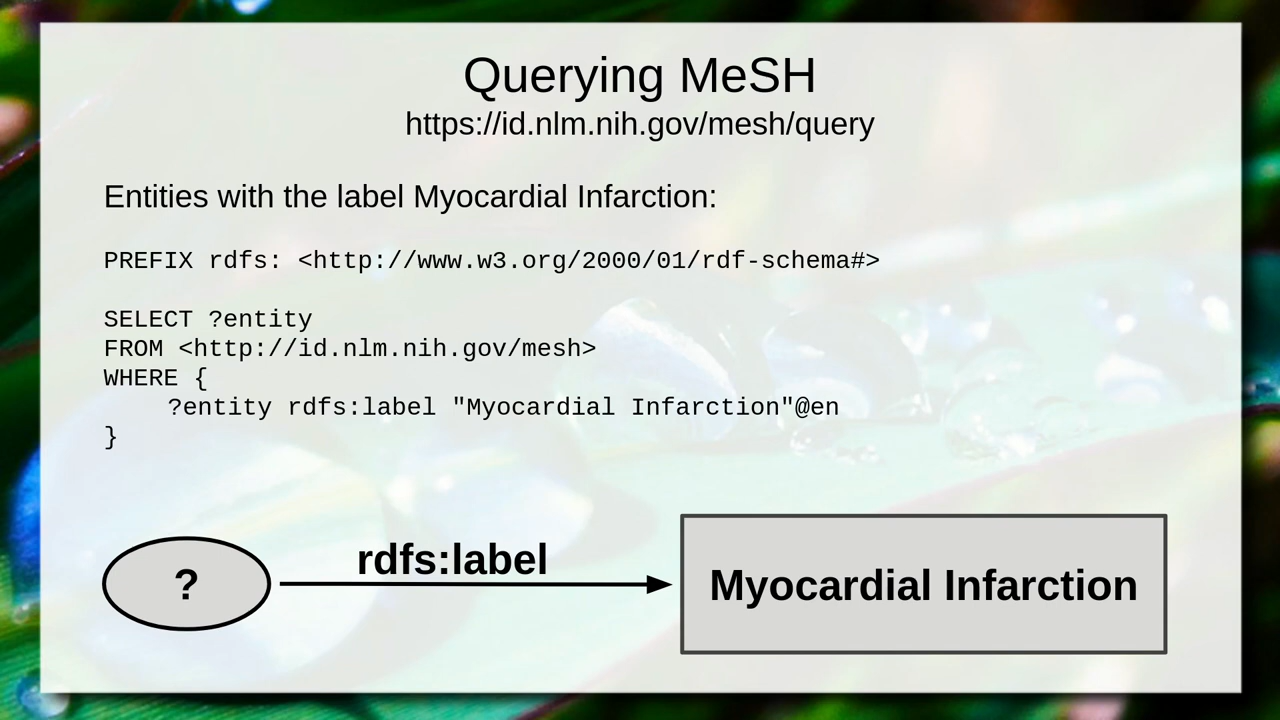 Querying MeSH
https://id.nlm.nih.gov/mesh/query
Entities with the label Myocardial Infarction:
PREFIX rdfs: <http://www.w3.org/2000/01/rdf-schema#>
SELECT ?entity
FROM <http://id.nlm.nih.gov/mesh>
WHERE {
?entity rdfs:label "Myocardial Infarction"@en
}
rdfs:label
?
Myocardial Infarction